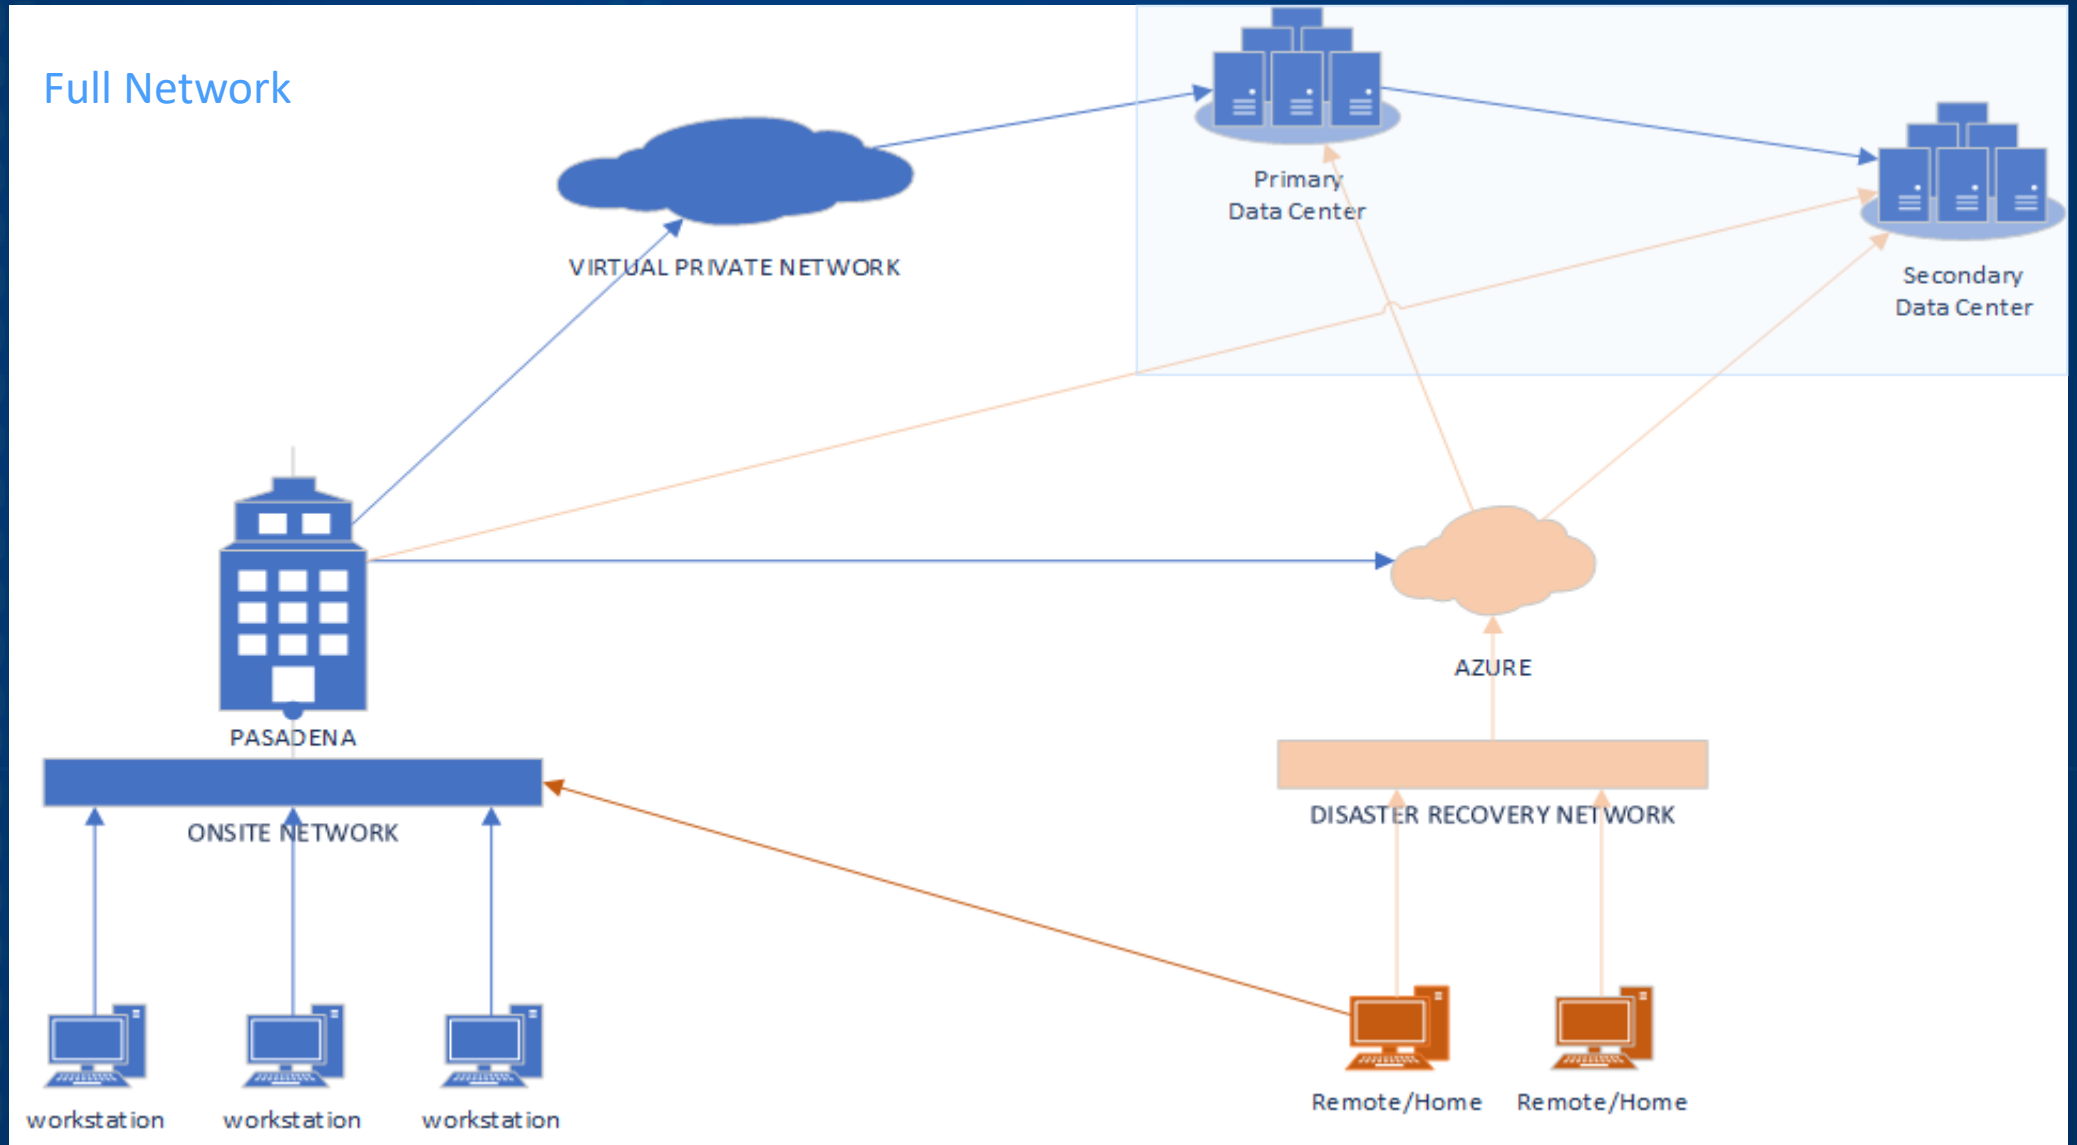 Full Network
Primary
Data Center
VIRTUAL PRIVATE NETWORK
Secondary
Data Center
AZURE
PASADENA
DISASTER RECOVERY NETWORK
ONSITE NETWORK
Remote/Home
Remote/Home
workstation
workstation
workstation